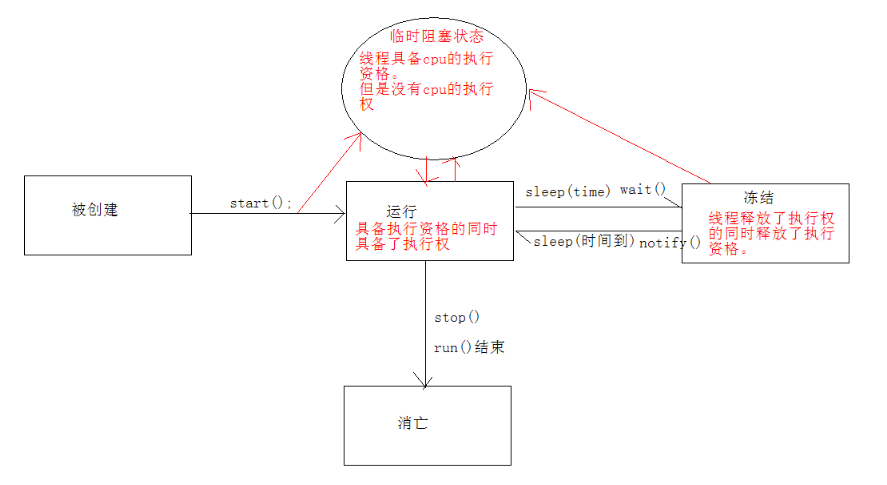 临时阻塞状态
线程具备cpu的执行
资格。
但是没有cpu的执行
权
被创建
start();
运行
具备执行资格的同时
具备了执行权
sleep(time) wait()
sleep(时间到) notify()
冻结
线程释放了执行权
的同时释放了执行
资格。
stop()
run()结束
消亡